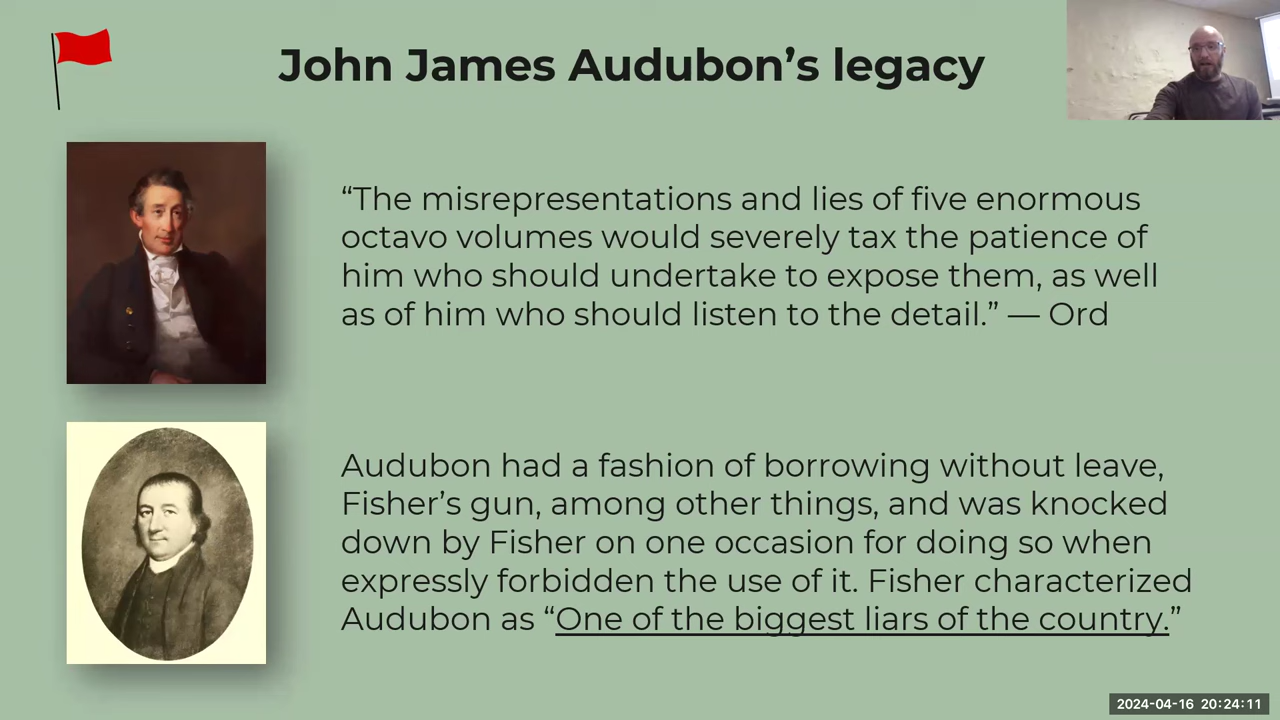 John James Audubon’s legacy
“The misrepresentations and lies of five enormous
octavo volumes would severely tax the patience of
him who should undertake to expose them, as well
as of him who should listen to the detail.” — Ord
Audubon had a fashion of borrowing without leave,
Fisher’s gun, among other things, and was knocked
down by Fisher on one occasion for doing so when
expressly forbidden the use of it. Fisher characterized
Audubon as “One of the biggest liars of the country.”
2024-04-16 20:24:11